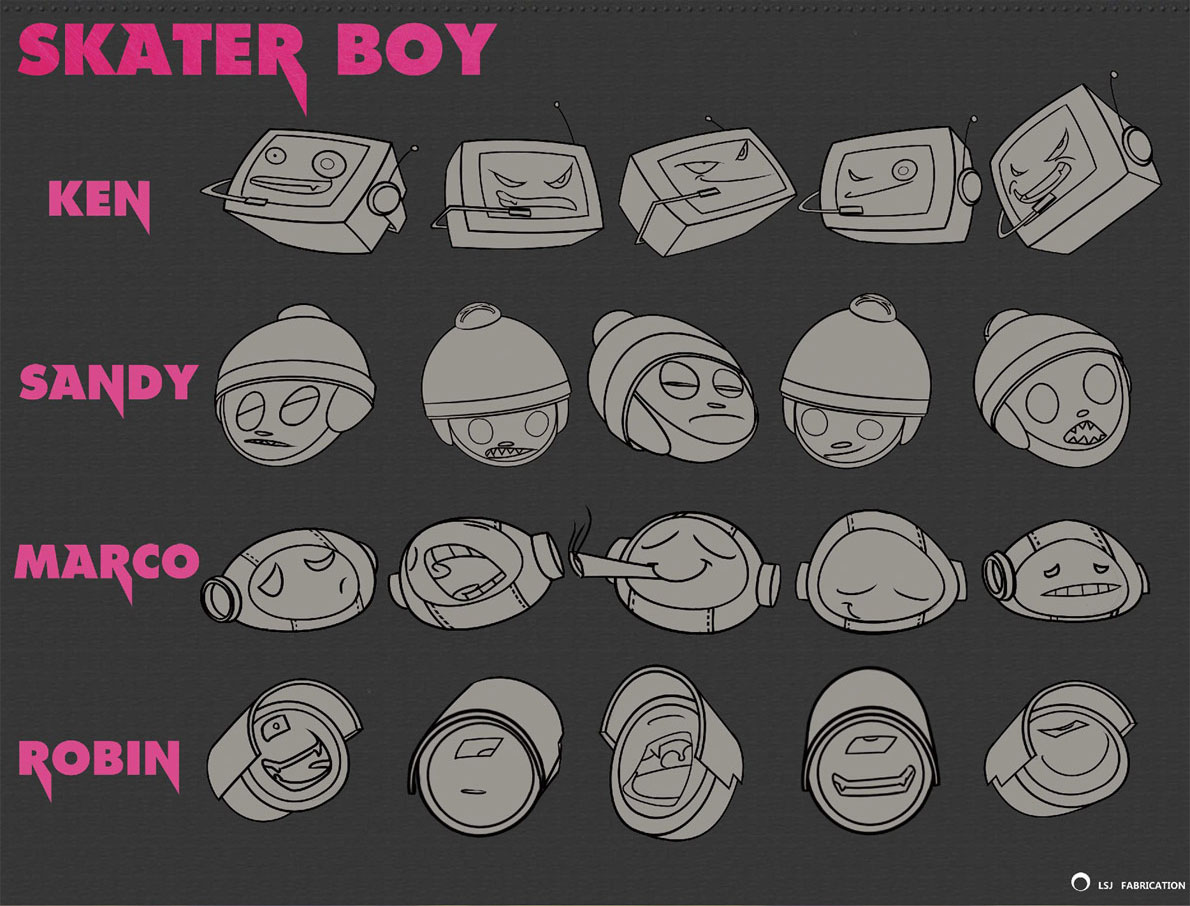 SKATER BOY
KEN
SANDY
MARCO
ROBIN
LSJ FABRICATION